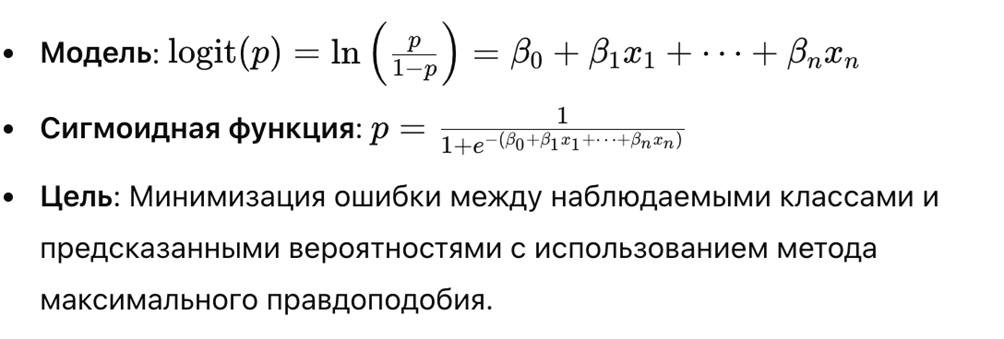 • Модель: logit(p) = ln(p/(1−p)) = β₀ + β₁x₁ + ⋯ + βₙxₙ
• Сигмоидная функция: p = 1/(1+e^−(β₀+β₁x₁+⋯+βₙxₙ))
• Цель: Минимизация ошибки между наблюдаемыми классами и
предсказанными вероятностями с использованием метода
максимального правдоподобия.